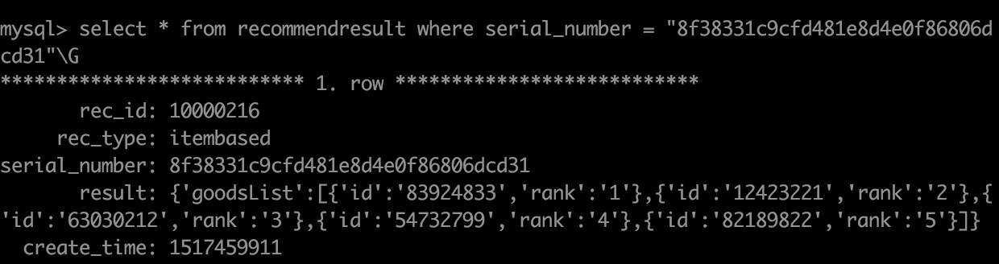 mysql> select * from recommendresult where serial_number = "8f38331c9cfd481e8d4e0f86806d
cd31"\G
*************************** 1. row ***************************
rec_id: 10000216
rec_type: itembased
serial_number: 8f38331c9cfd481e8d4e0f86806dcd31
result: {'goodsList':[{'id':'83924833','rank':'1'},{'id':'12423221','rank':'2'},{
'id':'63030212','rank':'3'},{'id':'54732799','rank':'4'},{'id':'82189822','rank':'5'}]}
create_time: 1517459911